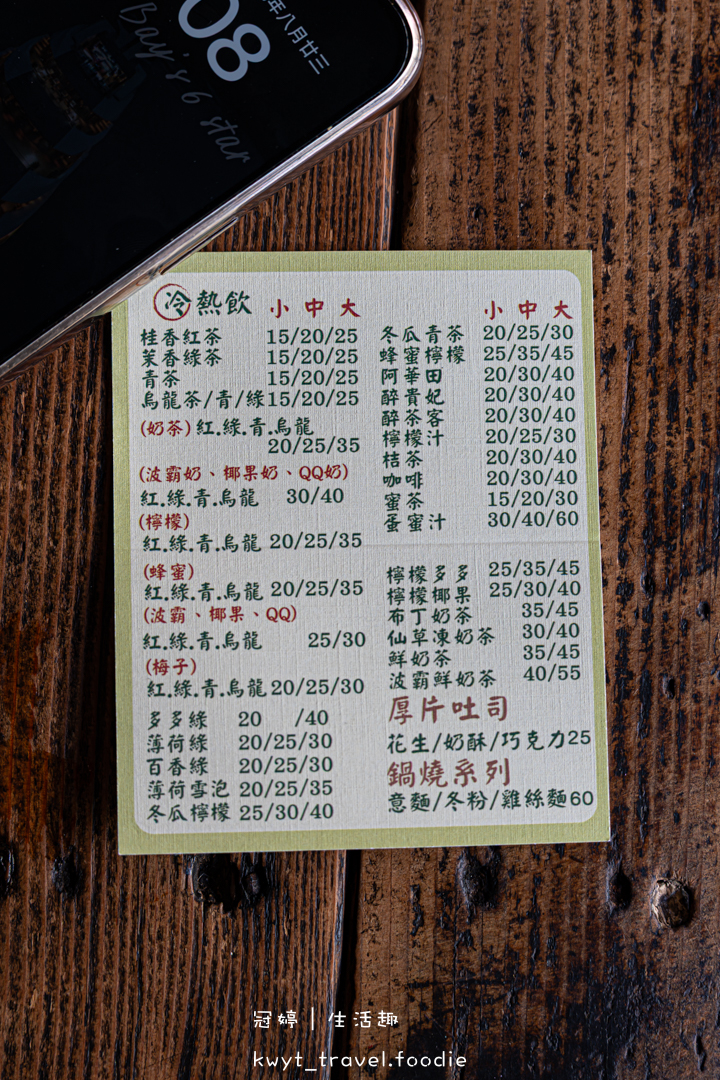 08
年八月廿三
Bay's 6 star
冷熱飲 小 中 大
桂香紅茶 15/20/25
茉香綠茶 15/20/25
青茶 15/20/25
烏龍茶/青/綠15/20/25
(奶茶)紅.綠.青.烏龍
20/25/35
(波霸奶、椰果奶、QQ奶)
紅.綠.青.烏龍 30/40
(檸檬)
紅.綠.青.烏龍 20/25/35
(蜂蜜)
紅.綠.青.烏龍 20/25/35
(波霸、椰果、QQ)
紅.綠.青.烏龍 25/30
(梅子)
紅.綠.青.烏龍20/25/30
多多綠 20 /40
薄荷綠 20/25/30
百香綠 20/25/30
薄荷雪泡 20/25/35
冬瓜檸檬 25/30/40
小 中 大
冬瓜青茶 20/25/30
蜂蜜檸檬 25/35/45
阿華田 20/30/40
醉貴妃 20/30/40
醉茶客 20/30/40
檸檬汁 20/25/30
桔茶 20/30/40
咖啡 20/30/40
蜜茶 15/20/30
蛋蜜汁 30/40/60
檸檬多多 25/35/45
檸檬椰果 25/30/40
布丁奶茶 35/45
仙草凍奶茶 30/40
鮮奶茶 35/45
波霸鮮奶茶 40/55
厚片吐司
花生/奶酥/巧克力25
鍋燒系列
意麵/冬粉/雞絲麵60
冠婷｜生活趣
kwyt_travel.foodie